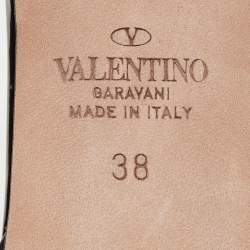 VALENTINO
GARAVANI
MADE IN ITALY
38